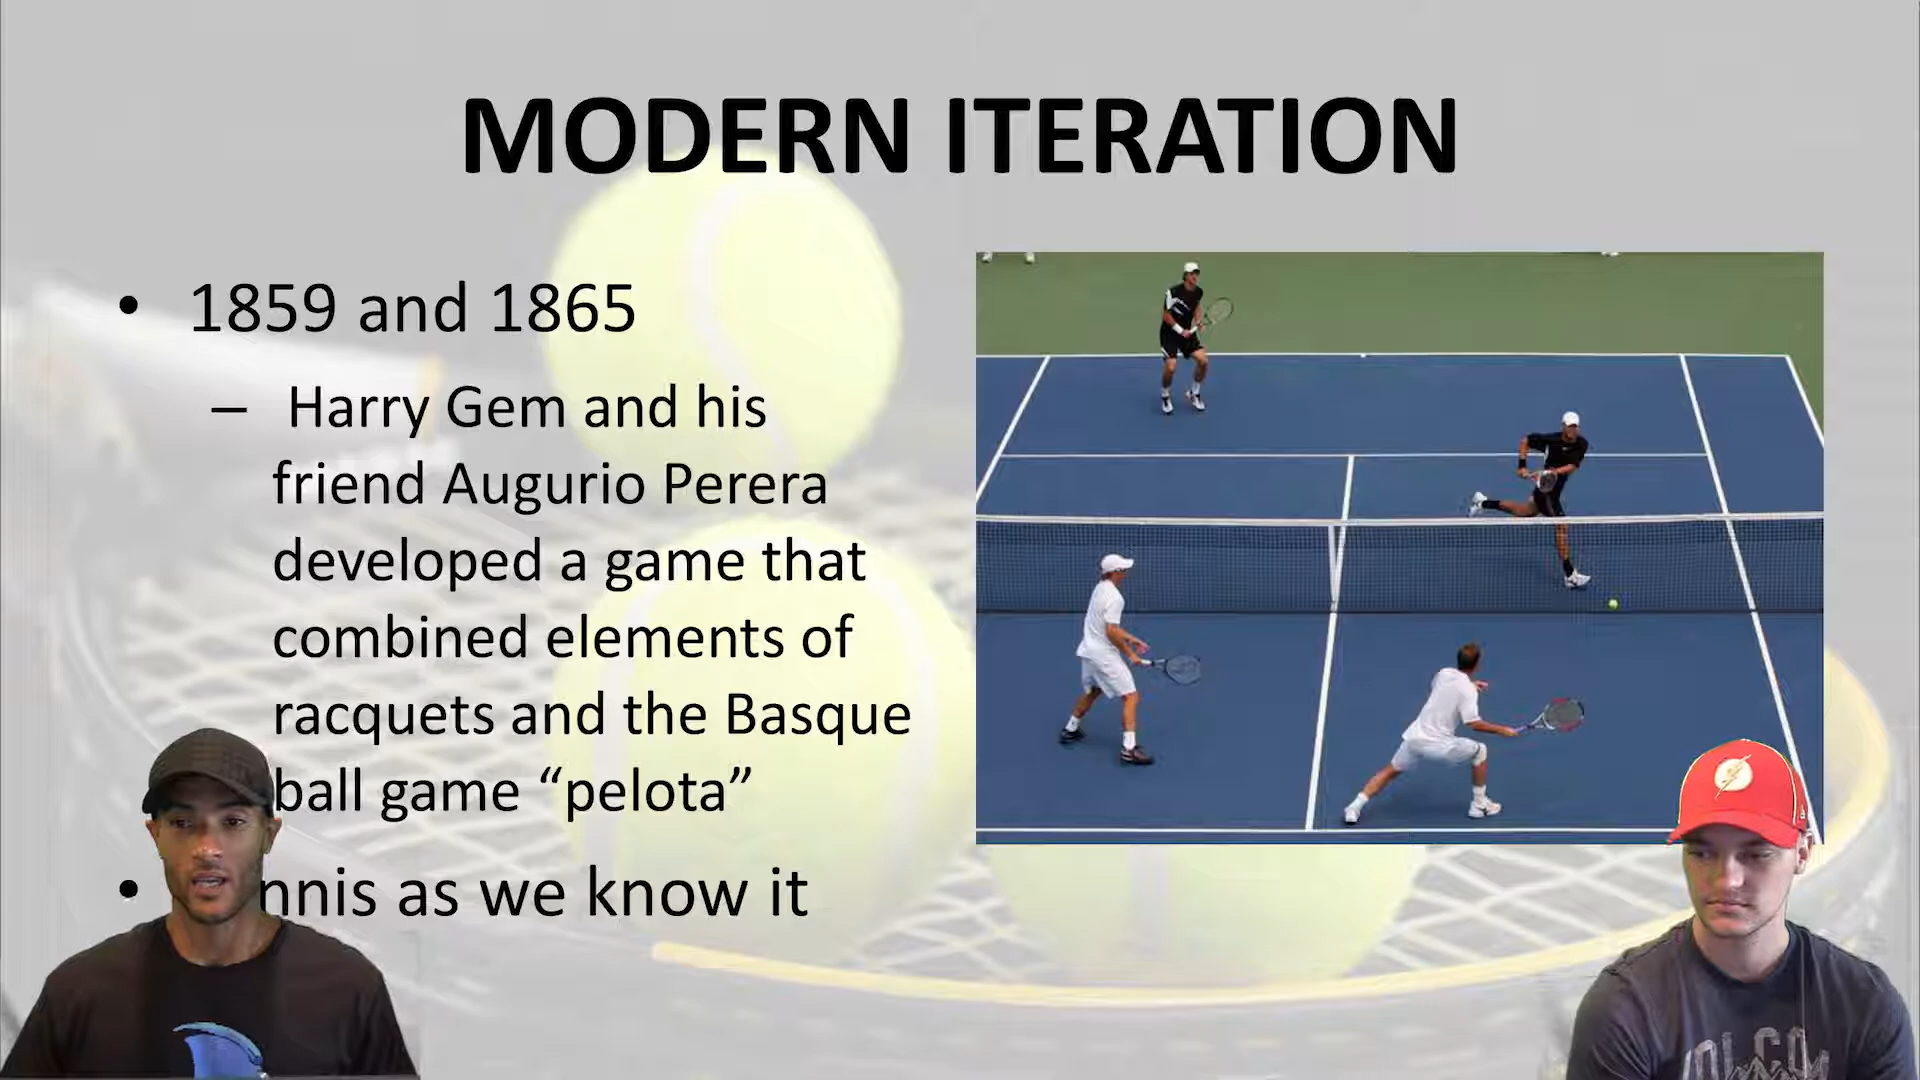 MODERN ITERATION
• 1859 and 1865
– Harry Gem and his
friend Augurio Perera
developed a game that
combined elements of
racquets and the Basque
ball game “pelota”
• nnis as we know it